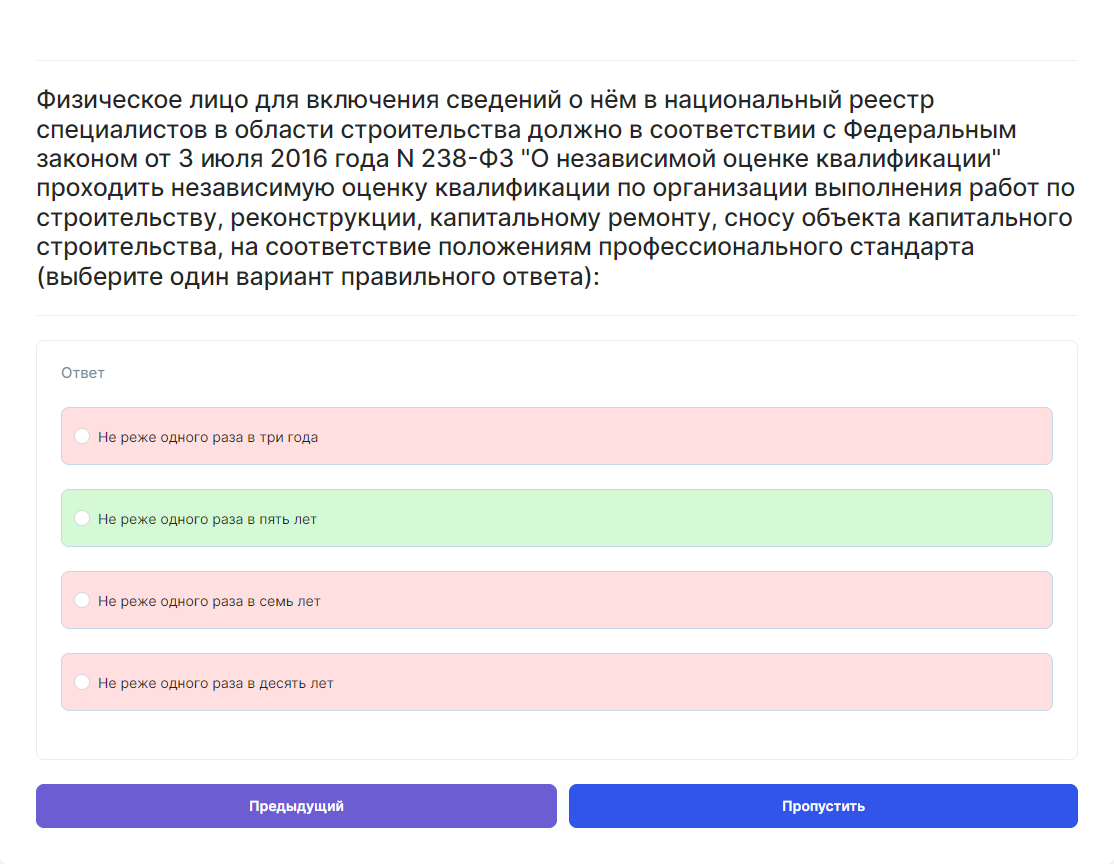 Физическое лицо для включения сведений о нём в национальный реестр
специалистов в области строительства должно в соответствии с Федеральным
законом от 3 июля 2016 года N 238-ФЗ "О независимой оценке квалификации"
проходить независимую оценку квалификации по организации выполнения работ по
строительству, реконструкции, капитальному ремонту, сносу объекта капитального
строительства, на соответствие положениям профессионального стандарта
(выберите один вариант правильного ответа):
Ответ
Не реже одного раза в три года
Не реже одного раза в пять лет
Не реже одного раза в семь лет
Не реже одного раза в десять лет
Предыдущий
Пропустить